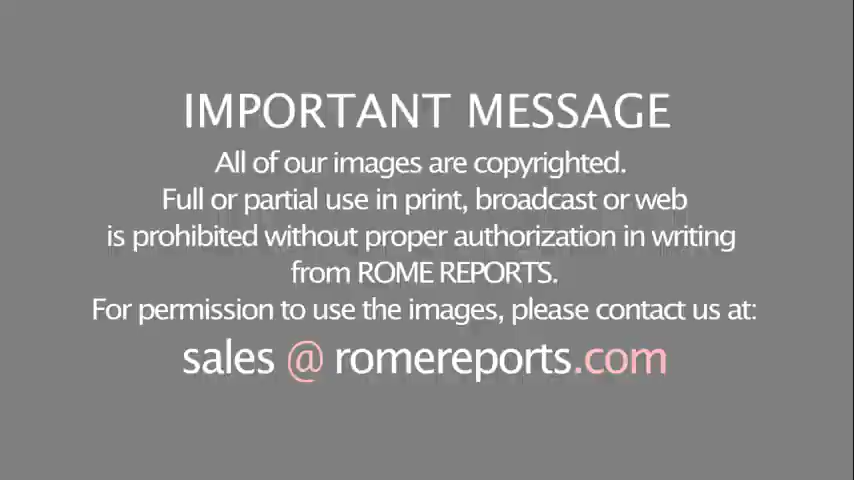 IMPORTANT MESSAGE
All of our images are copyrighted.
Full or partial use in print, broadcast or web
is prohibited without proper authorization in writing
from ROME REPORTS.
For permission to use the images, please contact us at:
sales @ romereports.com